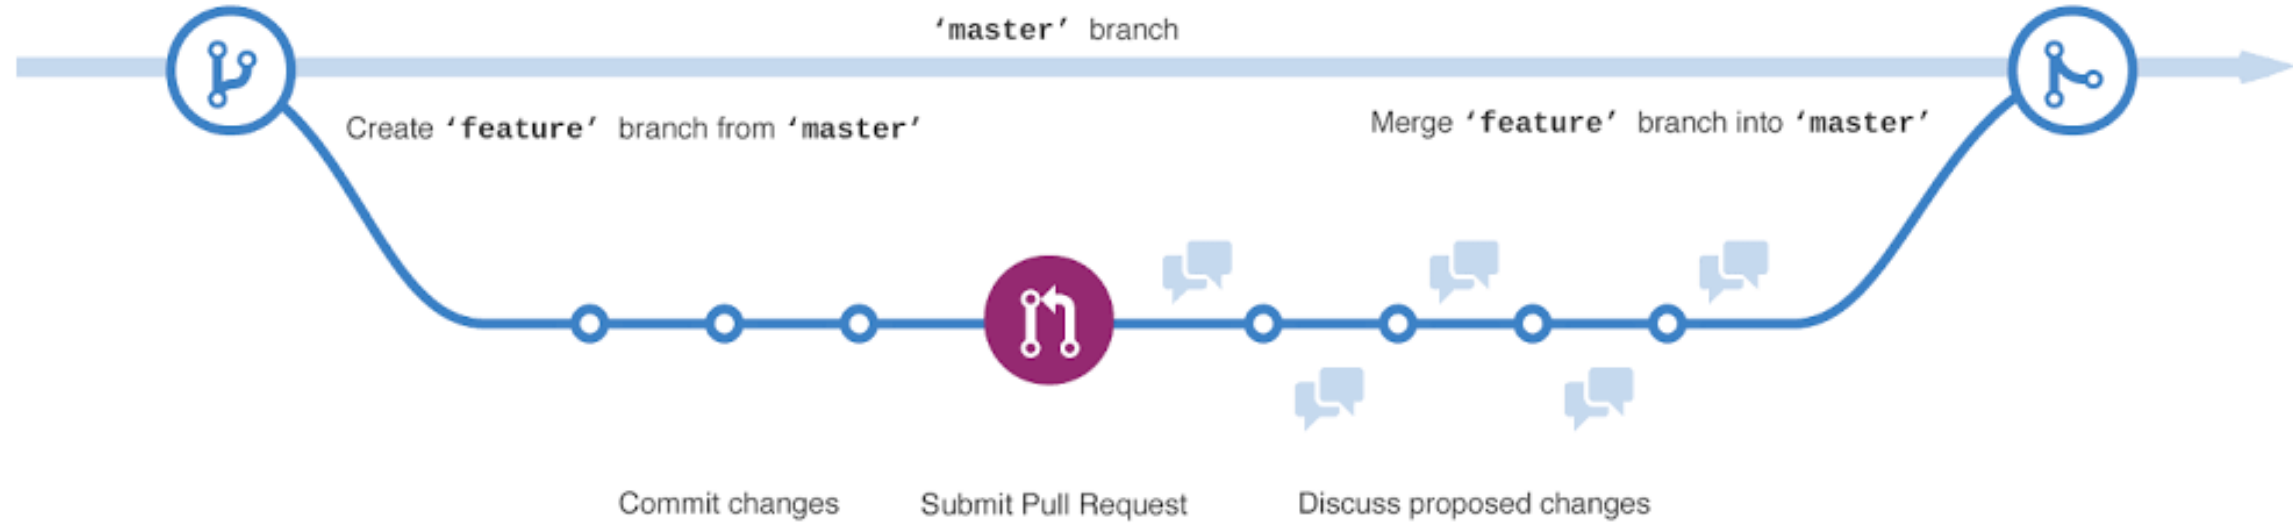 ‘master’ branch
Create ‘feature’ branch from ‘master’
Merge ‘feature’ branch into ‘master’
Commit changes
Submit Pull Request
Discuss proposed changes